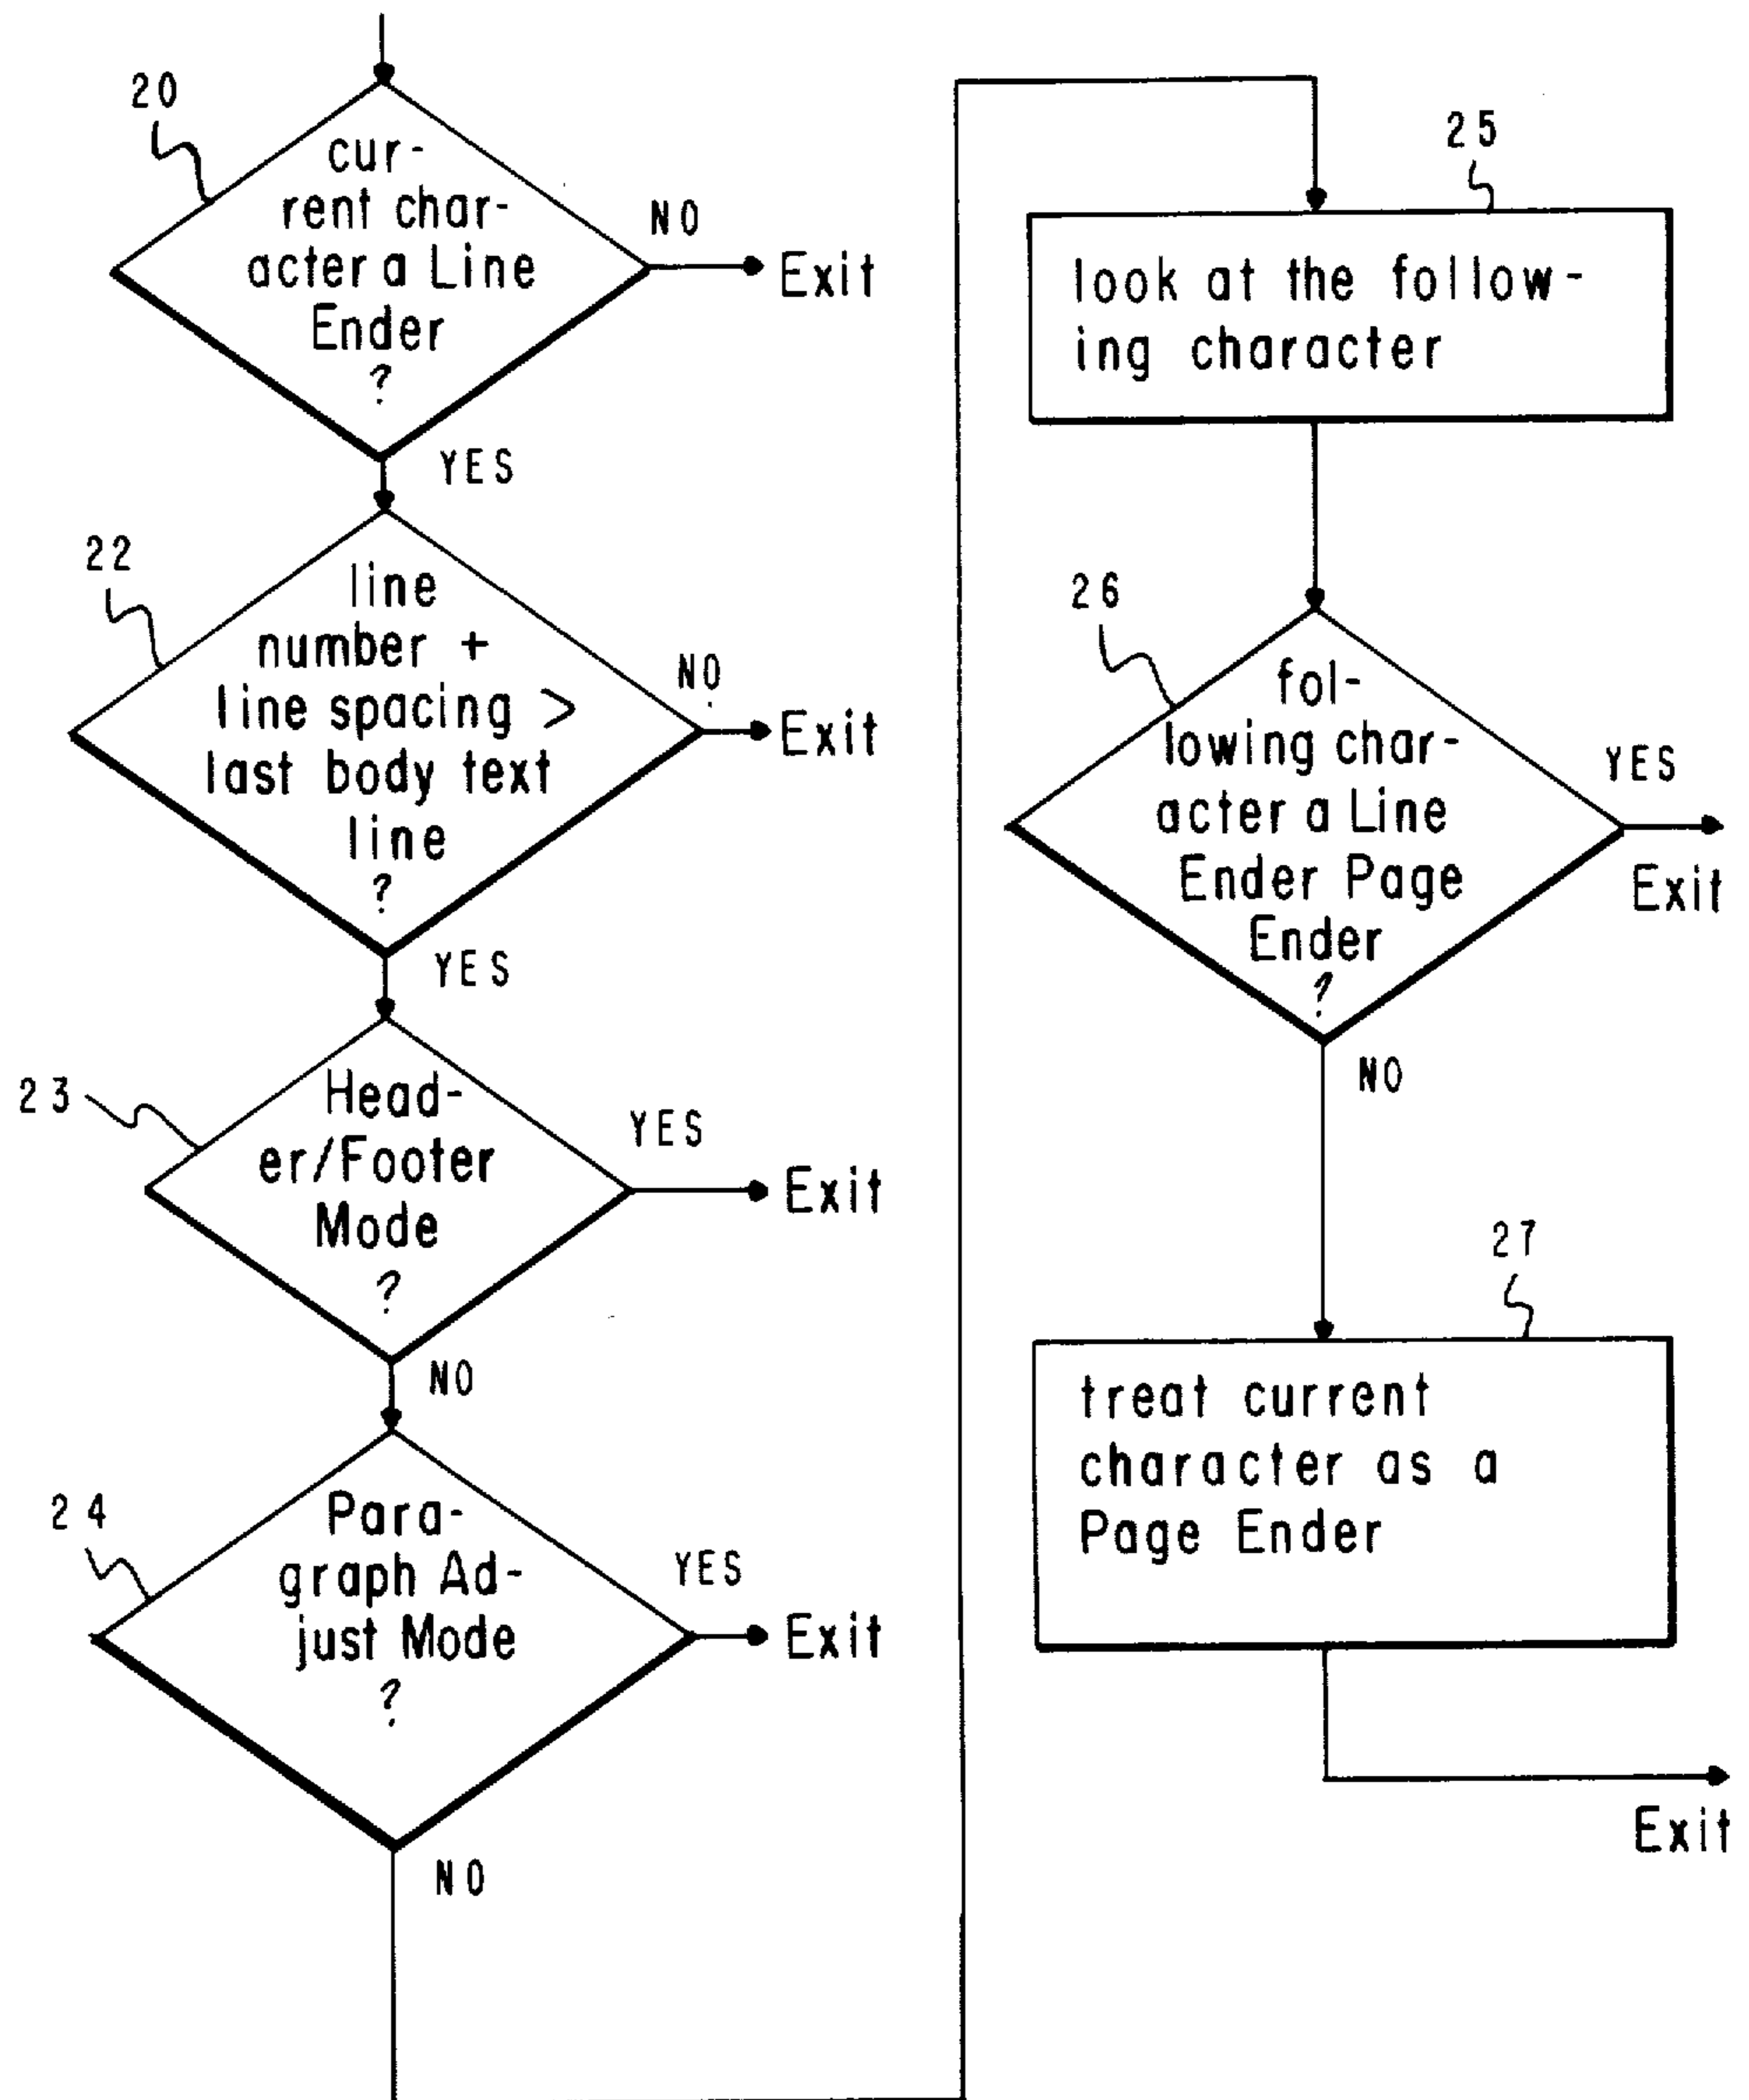 20
cur-
rent char-
acter a Line
Ender
?
NO
Exit
YES
22
line
number +
line spacing >
last body text
line
?
NO
Exit
YES
23
Head-
er/Footer
Mode
?
YES
Exit
NO
24
Para-
graph Ad-
just Mode
?
YES
Exit
NO
25
look at the follow-
ing character
26
fol-
lowing char-
acter a Line
Ender Page
Ender
?
YES
Exit
NO
27
treat current
character as a
Page Ender
Exit